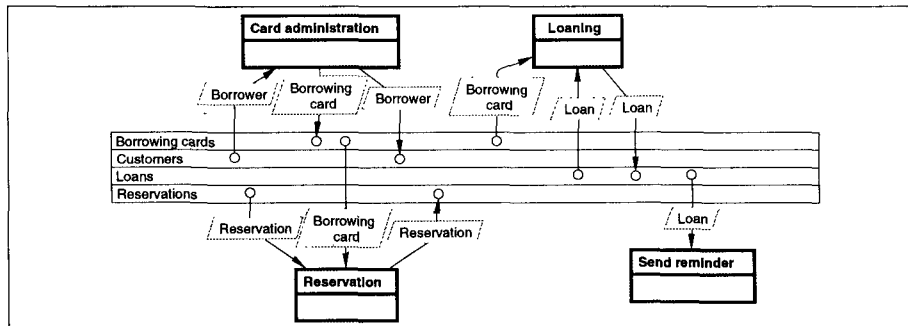 Card administration
Loaning
Borrower
Borrowing
card
Borrower
Borrowing
card
Loan
Loan
Borrowing cards
Customers
Loans
Reservations
Reservation
Borrowing
card
Reservation
Loan
Reservation
Send reminder